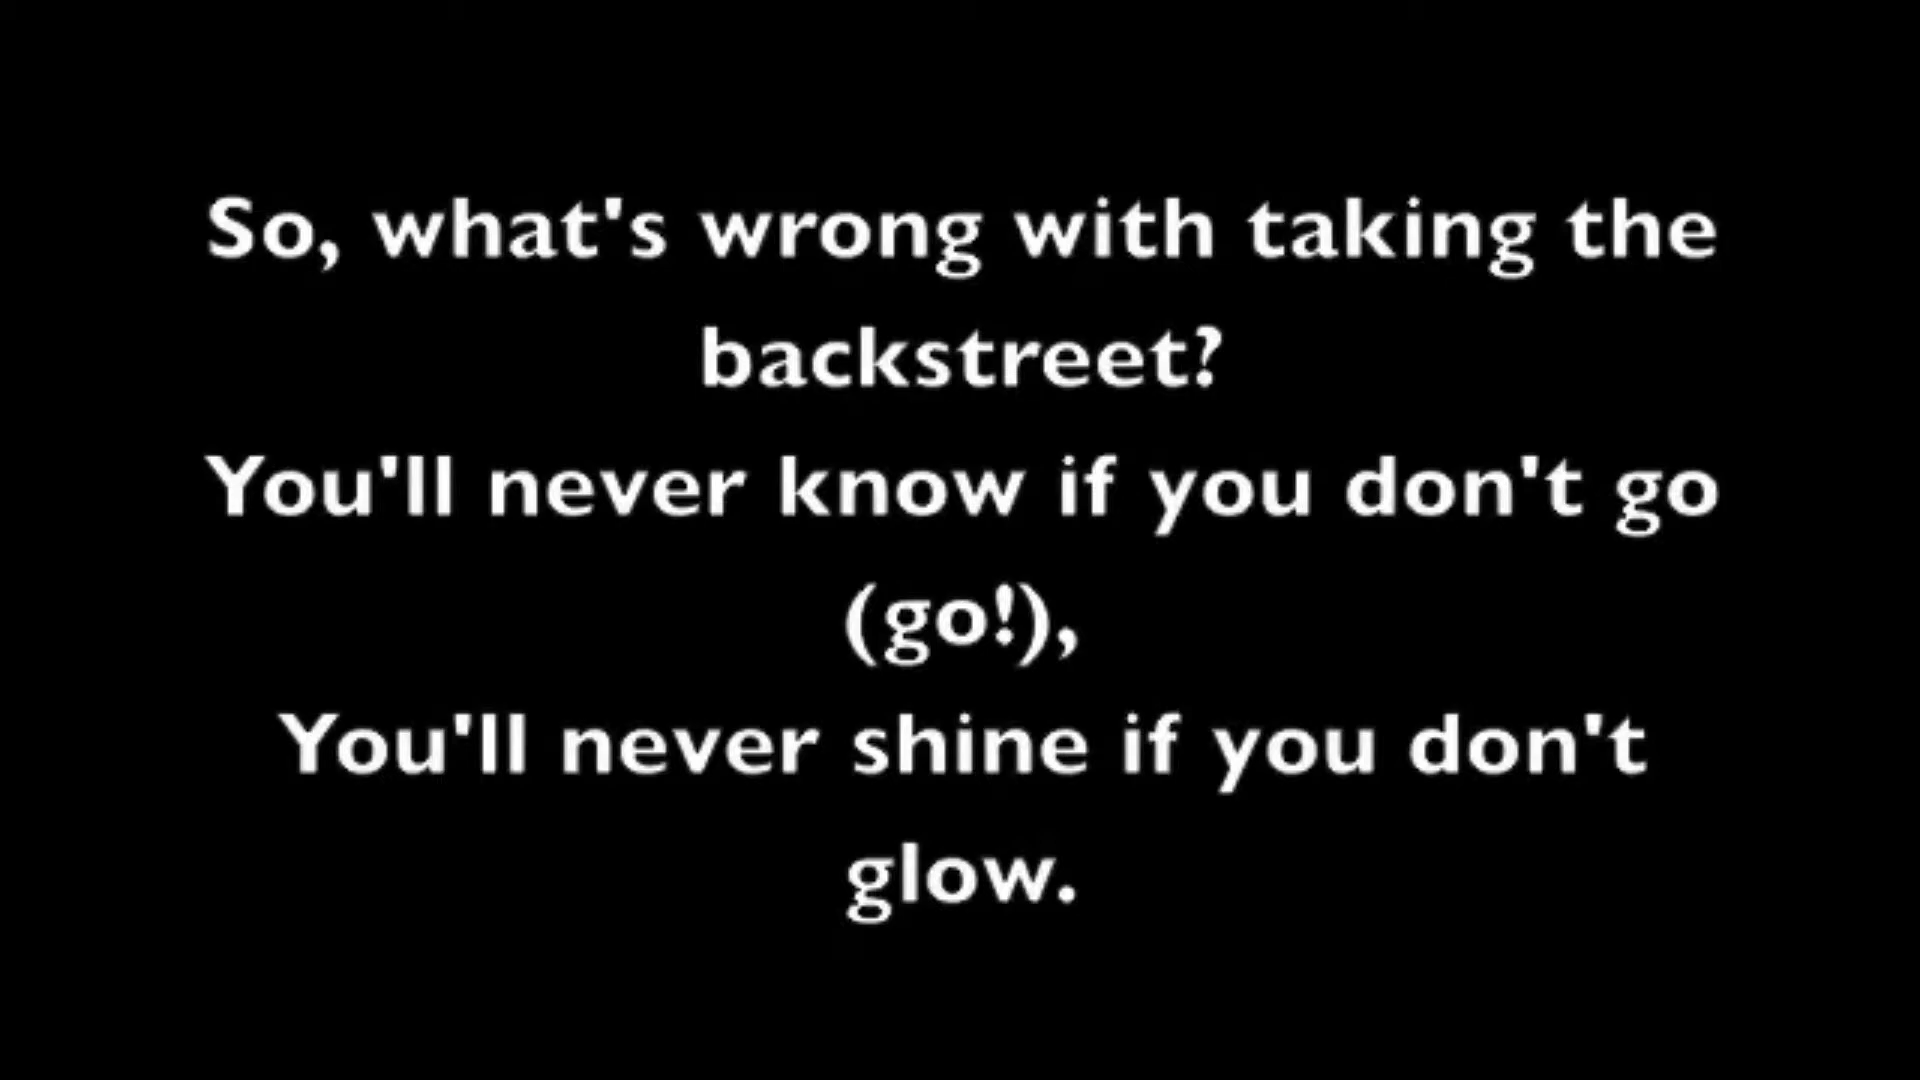 So, what's wrong with taking the
backstreet?
You'll never know if you don't go
(go!),
You'll never shine if you don't
glow.